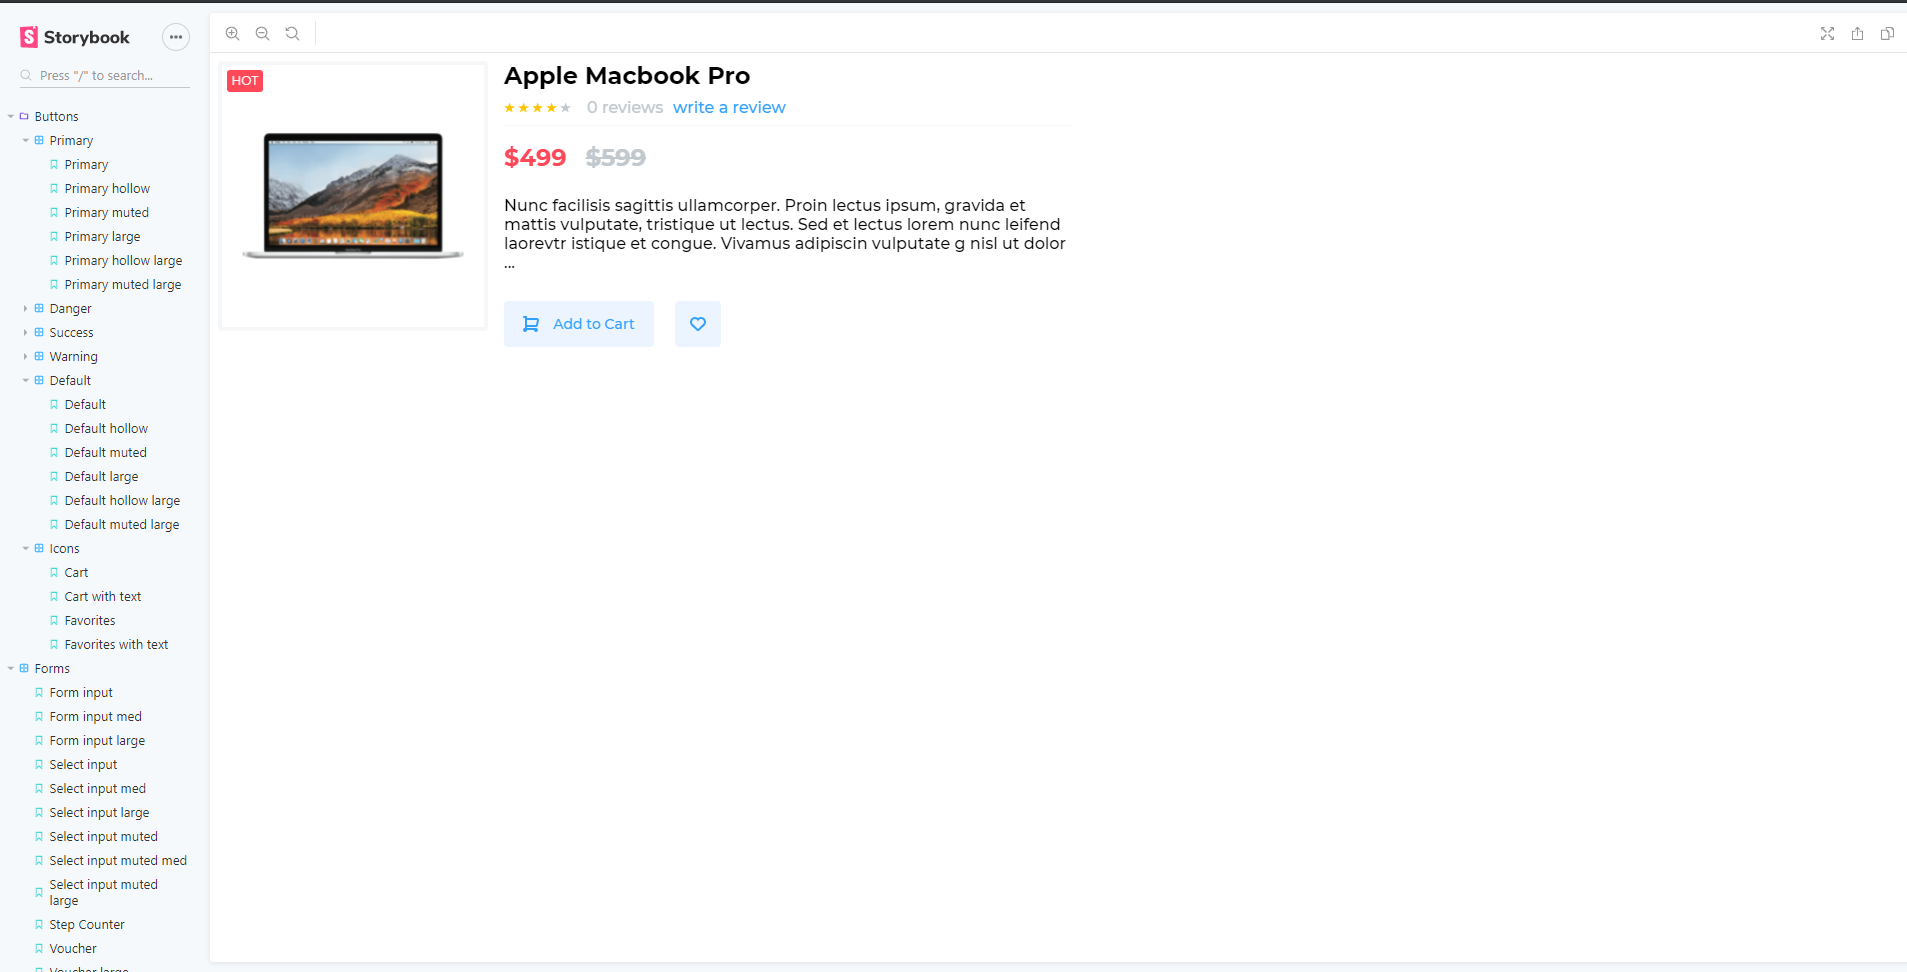 Storybook
Press "/" to search...
Buttons
Primary
Primary
Primary hollow
Primary muted
Primary large
Primary hollow large
Primary muted large
Danger
Success
Warning
Default
Default
Default hollow
Default muted
Default large
Default hollow large
Default muted large
Icons
Cart
Cart with text
Favorites
Favorites with text
Forms
Form input
Form input med
Form input large
Select input
Select input med
Select input large
Select input muted
Select input muted med
Select input muted
large
Step Counter
Voucher
Voucher large
HOT
Apple Macbook Pro
0 reviews write a review
$499 $599
Nunc facilisis sagittis ullamcorper. Proin lectus ipsum, gravida et
mattis vulputate, tristique ut lectus. Sed et lectus lorem nunc leifend
laorevtr istique et congue. Vivamus adipiscin vulputate g nisl ut dolor
...
Add to Cart